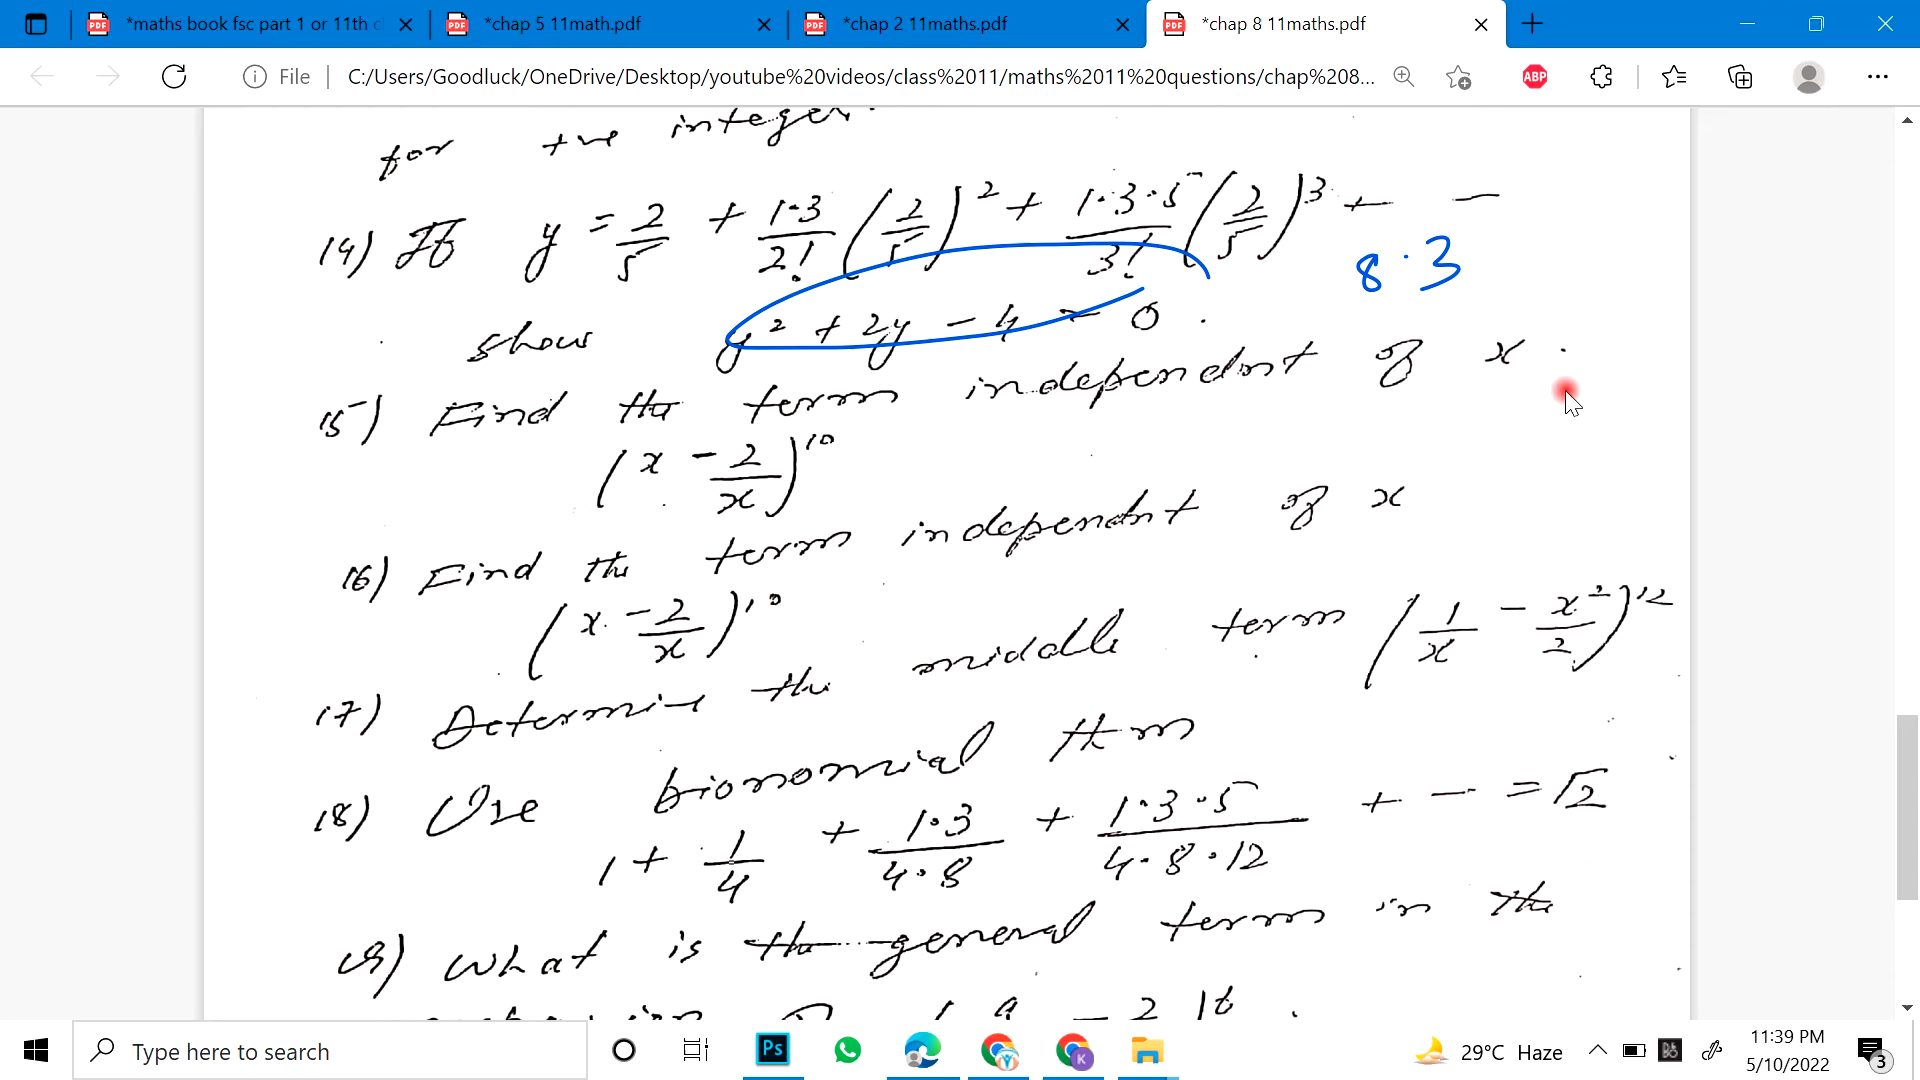 *maths book fsc part 1 or 11th c
*chap 5 11math.pdf
*chap 2 11maths.pdf
*chap 8 11maths.pdf
File
C:/Users/Goodluck/OneDrive/Desktop/youtube%20videos/class%2011/maths%2011%20questions/chap%208...
ABP
for +ve integer.
14) If y = 2/5 + 1·3/2! (2/5)² + 1·3·5/3! (2/5)³ + - -
8·3
show y² + 2y - 4 = 0.
15) Find the term independent of x.
(x - 2/x)¹⁰
16) Find the term independent of x
(x - 2/x)¹⁰
17) Determine the middle term (1/x - x²/2)¹²
18) Use bionomial thm
1 + 1/4 + 1·3/4·8 + 1·3·5/4·8·12 + - - = √2
19) What is the general term in the
Type here to search
Ps
29°C Haze
11:39 PM
5/10/2022
3